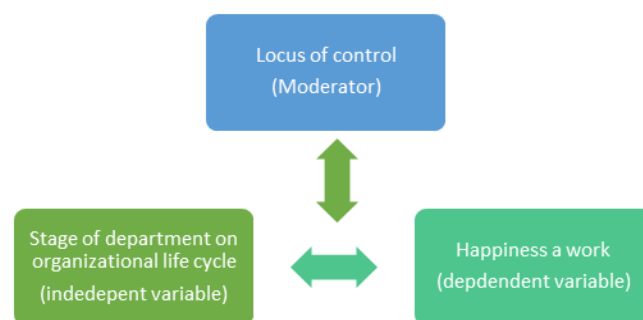 Locus of control
(Moderator)
Stage of department on
organizational life cycle
(indedepent variable)
Happiness a work
(depdendent variable)